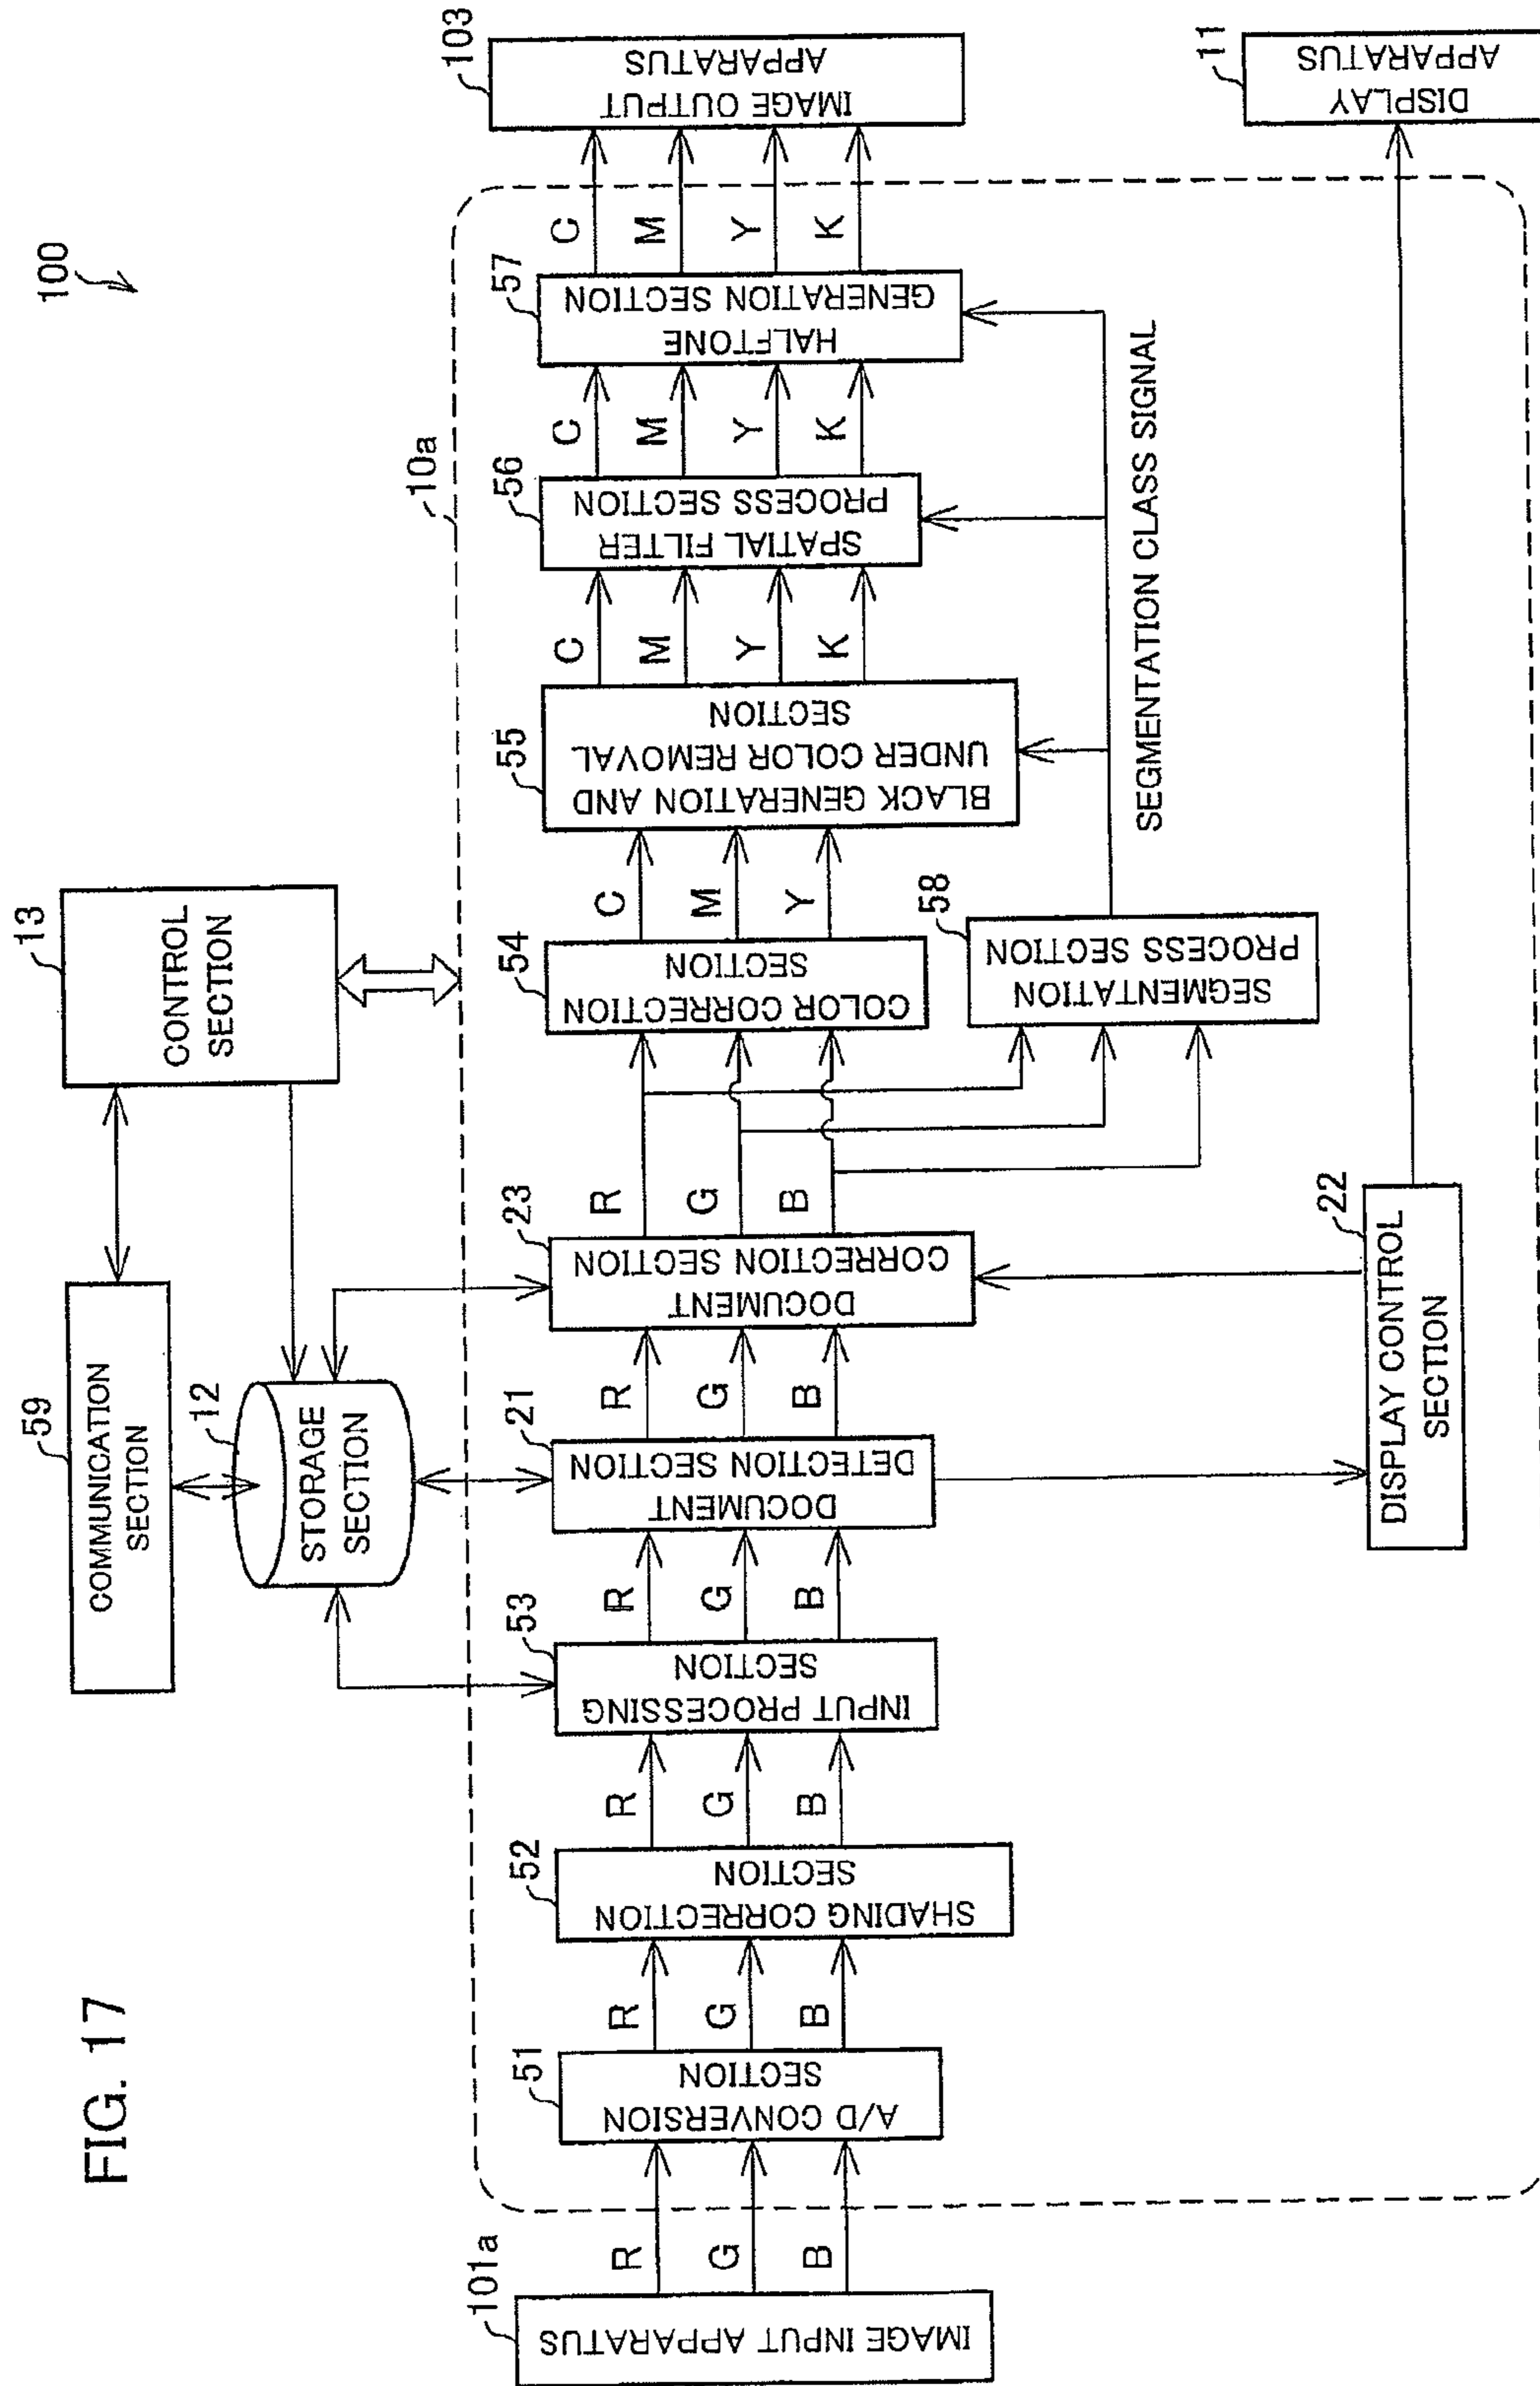 FIG. 17
100
59
COMMUNICATION
SECTION
13
CONTROL
SECTION
12
STORAGE
SECTION
10a
101a
IMAGE INPUT APPARATUS
R
G
B
51
A/D CONVERSION
SECTION
R
G
B
52
SHADING CORRECTION
SECTION
R
G
B
53
INPUT PROCESSING
SECTION
R
G
B
21
DOCUMENT
DETECTION SECTION
R
G
B
23
DOCUMENT
CORRECTION SECTION
R
G
B
54
COLOR CORRECTION
SECTION
C
M
Y
55
BLACK GENERATION AND
UNDER COLOR REMOVAL
SECTION
C
M
Y
K
56
SPATIAL FILTER
PROCESS SECTION
C
M
Y
K
57
HALFTONE
GENERATION SECTION
C
M
Y
K
103
IMAGE OUTPUT
APPARATUS
58
SEGMENTATION
PROCESS SECTION
SEGMENTATION CLASS SIGNAL
22
DISPLAY CONTROL
SECTION
11
DISPLAY
APPARATUS